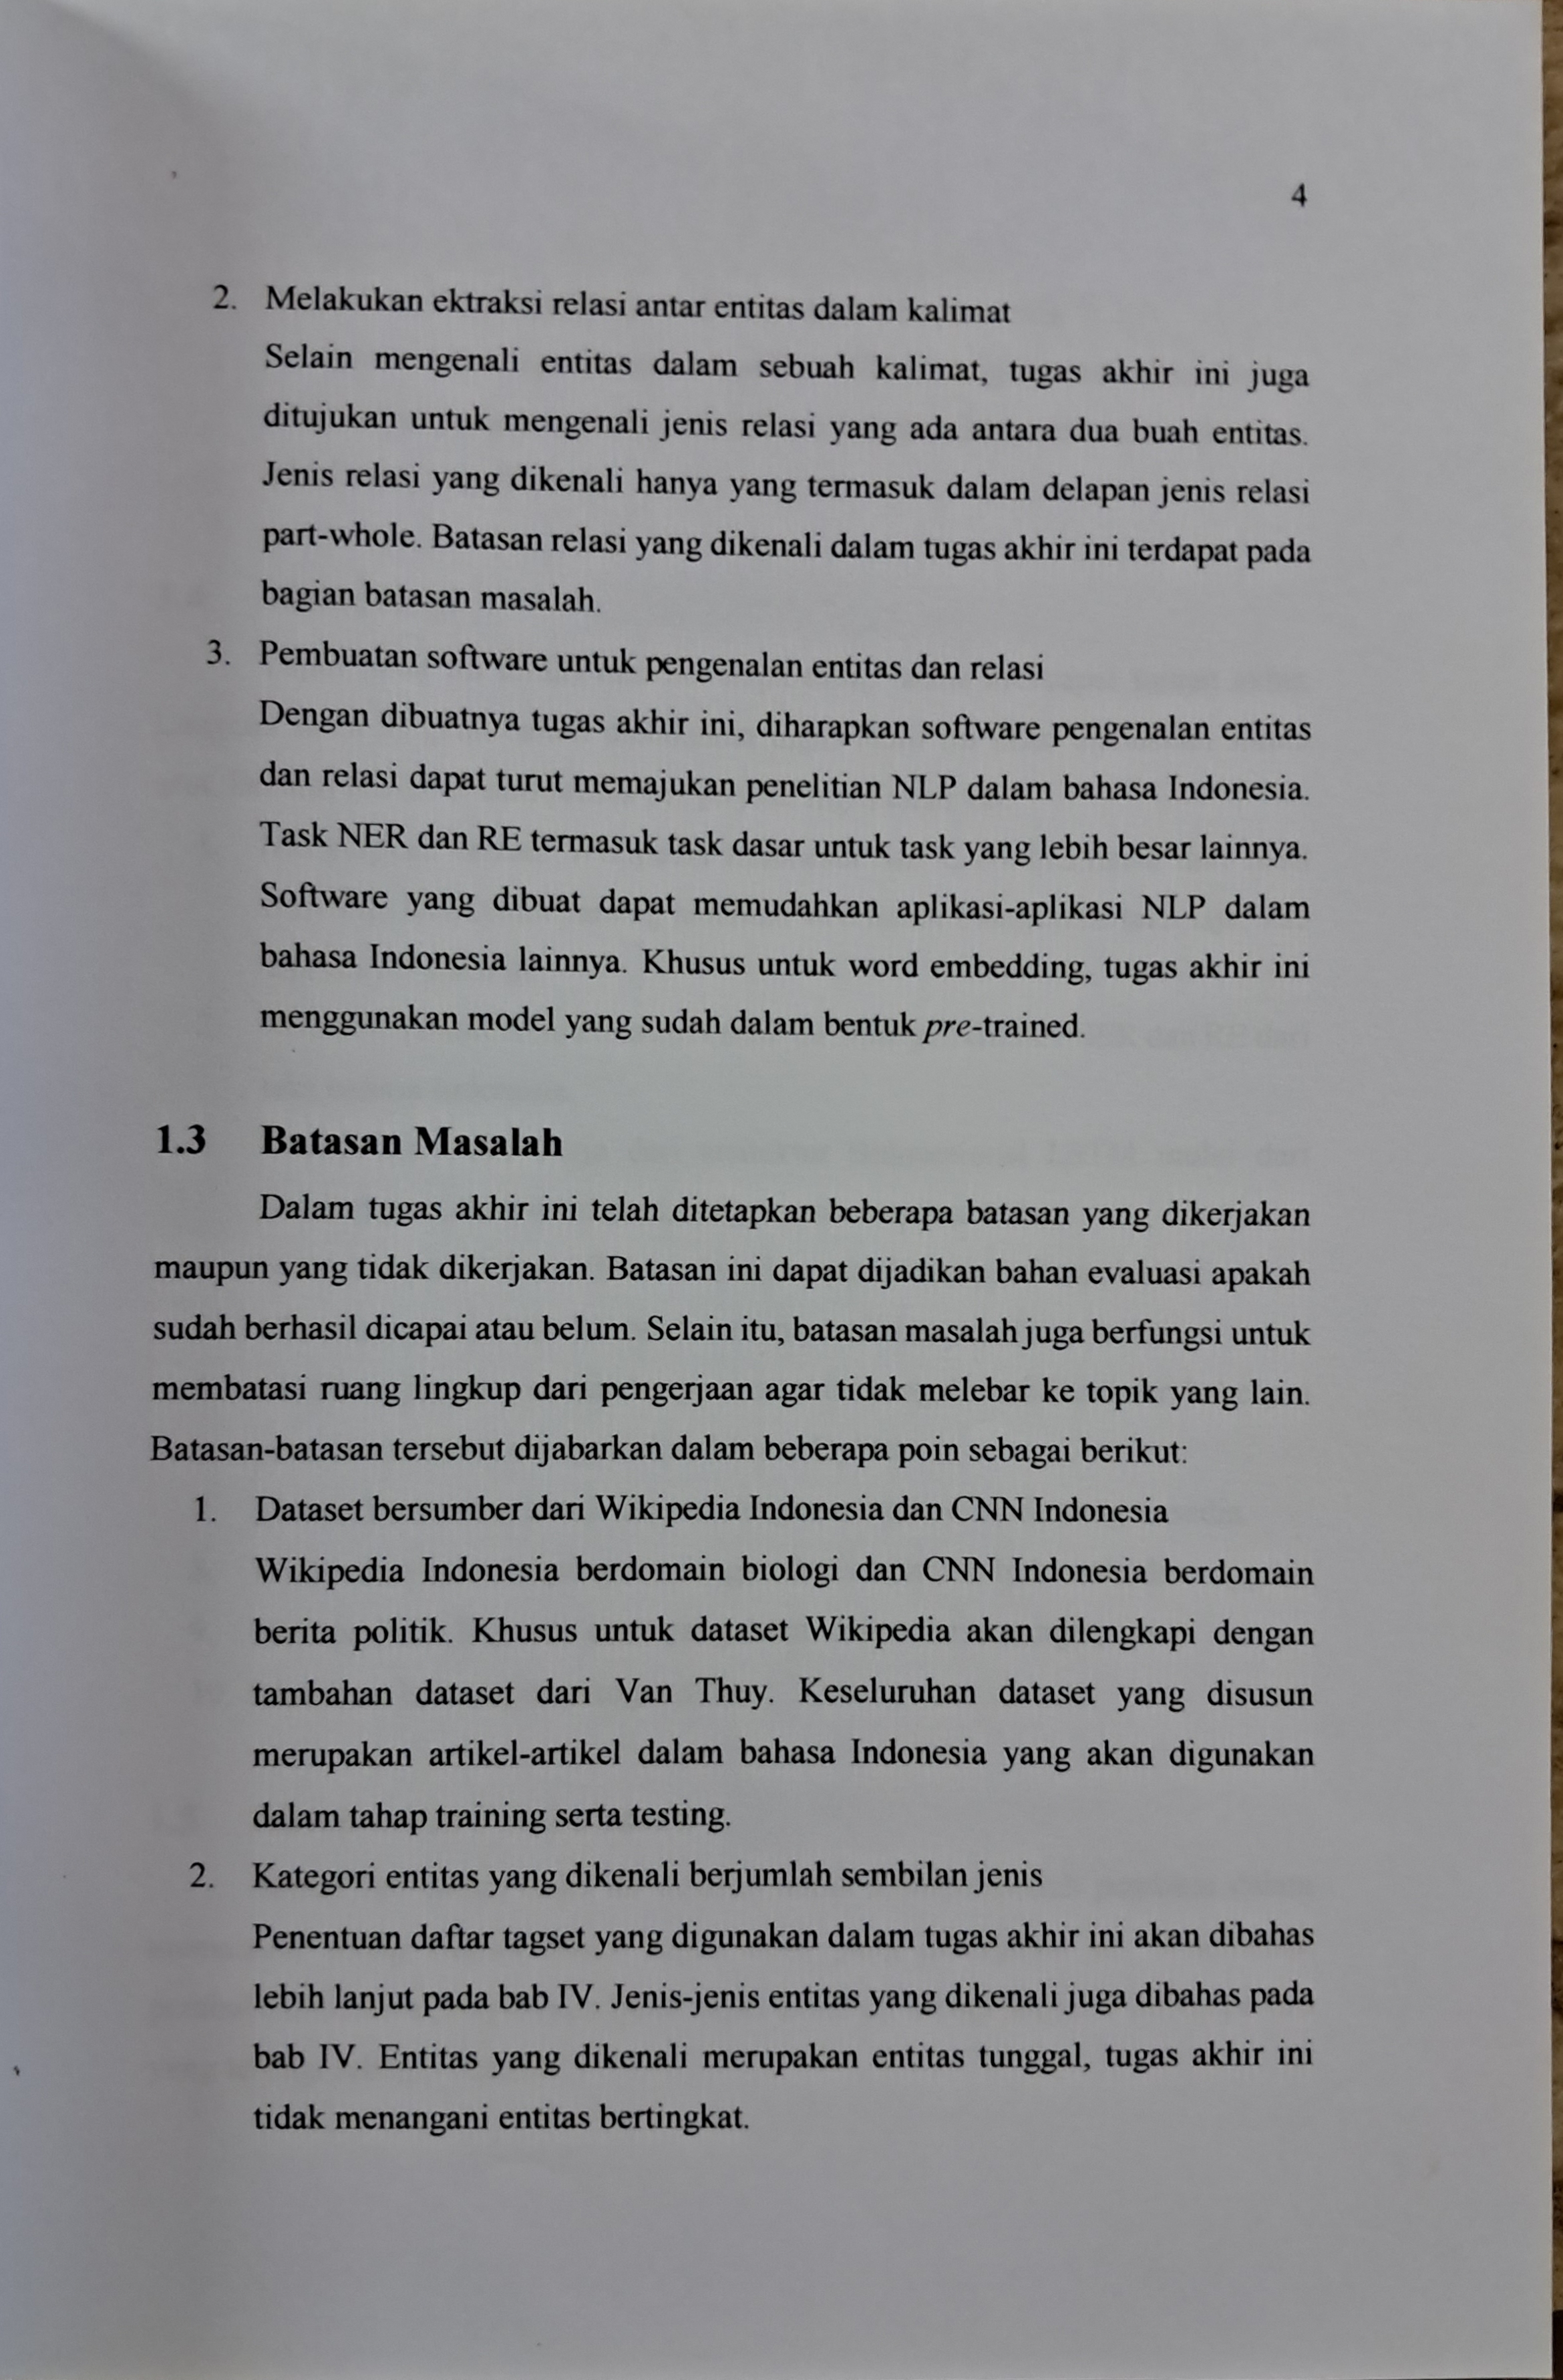 4
2. Melakukan ektraksi relasi antar entitas dalam kalimat
Selain mengenali entitas dalam sebuah kalimat, tugas akhir ini juga
ditujukan untuk mengenali jenis relasi yang ada antara dua buah entitas.
Jenis relasi yang dikenali hanya yang termasuk dalam delapan jenis relasi
part-whole. Batasan relasi yang dikenali dalam tugas akhir ini terdapat pada
bagian batasan masalah.
3. Pembuatan software untuk pengenalan entitas dan relasi
Dengan dibuatnya tugas akhir ini, diharapkan software pengenalan entitas
dan relasi dapat turut memajukan penelitian NLP dalam bahasa Indonesia.
Task NER dan RE termasuk task dasar untuk task yang lebih besar lainnya.
Software yang dibuat dapat memudahkan aplikasi-aplikasi NLP dalam
bahasa Indonesia lainnya. Khusus untuk word embedding, tugas akhir ini
menggunakan model yang sudah dalam bentuk pre-trained.
1.3 Batasan Masalah
Dalam tugas akhir ini telah ditetapkan beberapa batasan yang dikerjakan
maupun yang tidak dikerjakan. Batasan ini dapat dijadikan bahan evaluasi apakah
sudah berhasil dicapai atau belum. Selain itu, batasan masalah juga berfungsi untuk
membatasi ruang lingkup dari pengerjaan agar tidak melebar ke topik yang lain.
Batasan-batasan tersebut dijabarkan dalam beberapa poin sebagai berikut:
1. Dataset bersumber dari Wikipedia Indonesia dan CNN Indonesia
Wikipedia Indonesia berdomain biologi dan CNN Indonesia berdomain
berita politik. Khusus untuk dataset Wikipedia akan dilengkapi dengan
tambahan dataset dari Van Thuy. Keseluruhan dataset yang disusun
merupakan artikel-artikel dalam bahasa Indonesia yang akan digunakan
dalam tahap training serta testing.
2. Kategori entitas yang dikenali berjumlah sembilan jenis
Penentuan daftar tagset yang digunakan dalam tugas akhir ini akan dibahas
lebih lanjut pada bab IV. Jenis-jenis entitas yang dikenali juga dibahas pada
bab IV. Entitas yang dikenali merupakan entitas tunggal, tugas akhir ini
tidak menangani entitas bertingkat.